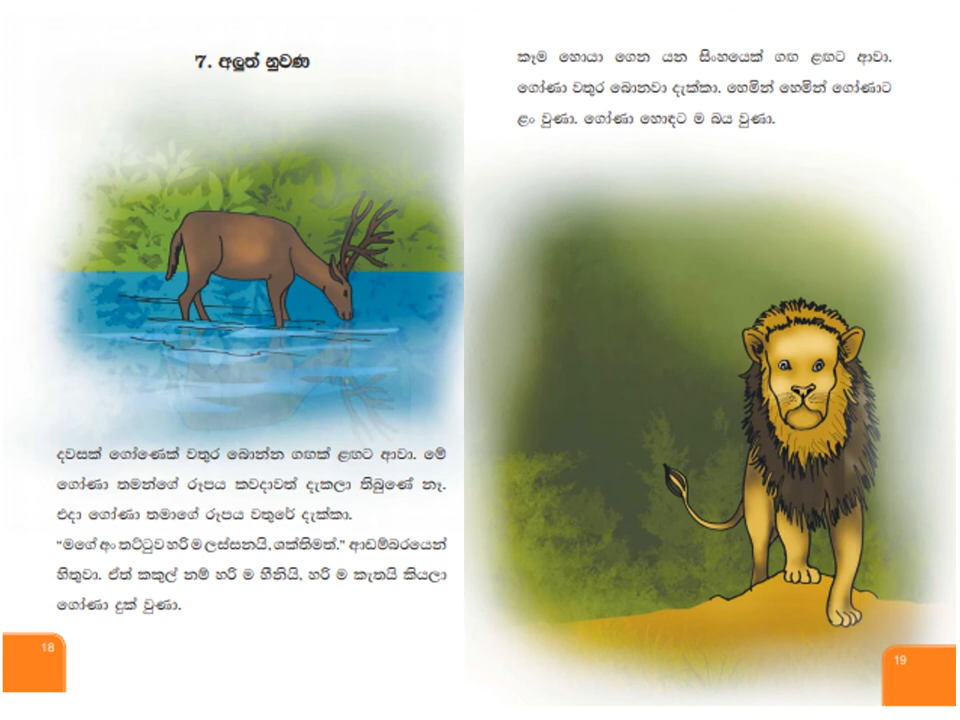 7. අලුත් නුවණ
දවසක් ගෝණෙක් වතුර බොන්න ගඟක් ළඟට ආවා. මේ
ගෝණා තමන්ගේ රූපය කවදාවත් දැකලා තිබුණේ නෑ.
එදා ගෝණා තමාගේ රූපය වතුරේ දැක්කා.
“මගේ අං තට්ටුව හරි ම ලස්සනයි, ශක්තිමත්.” ආඩම්බරයෙන්
හිතුවා. ඒත් කකුල් නම් හරි ම හීනියි, හරි ම කැතයි කියලා
ගෝණා දුක් වුණා.
18
කෑම හොයා ගෙන යන සිංහයෙක් ගඟ ළඟට ආවා.
ගෝණා වතුර බොනවා දැක්කා. හෙමින් හෙමින් ගෝණාට
ළං වුණා. ගෝණා හොඳට ම බය වුණා.
19